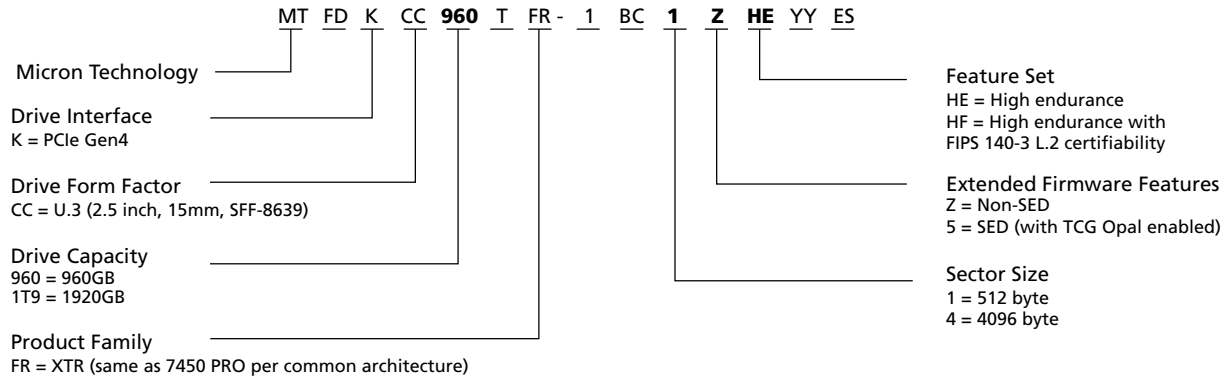 MT FD K CC 960 T FR - 1 BC 1 Z HE YY ES
Micron Technology
Drive Interface
K = PCIe Gen4
Drive Form Factor
CC = U.3 (2.5 inch, 15mm, SFF-8639)
Drive Capacity
960 = 960GB
1T9 = 1920GB
Product Family
FR = XTR (same as 7450 PRO per common architecture)
Feature Set
HE = High endurance
HF = High endurance with
FIPS 140-3 L.2 certifiability
Extended Firmware Features
Z = Non-SED
5 = SED (with TCG Opal enabled)
Sector Size
1 = 512 byte
4 = 4096 byte